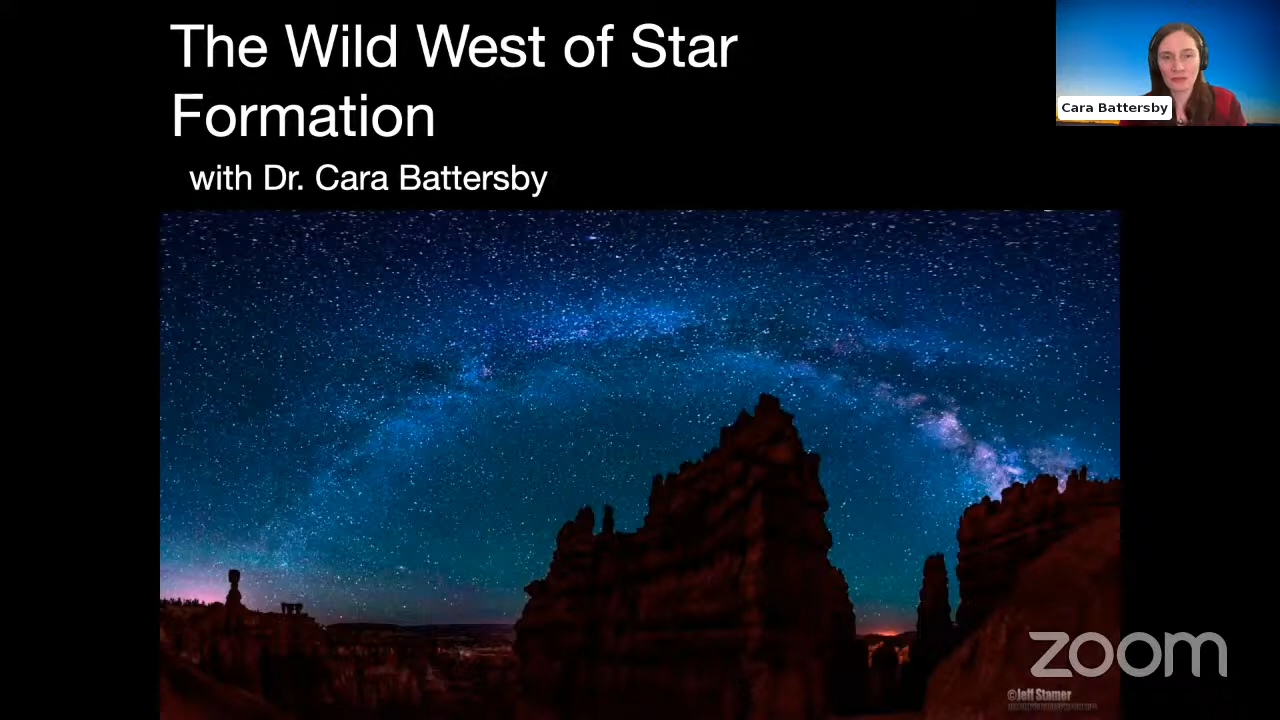 The Wild West of Star
Formation
with Dr. Cara Battersby
Cara Battersby
zoom
©Jeff Stamer